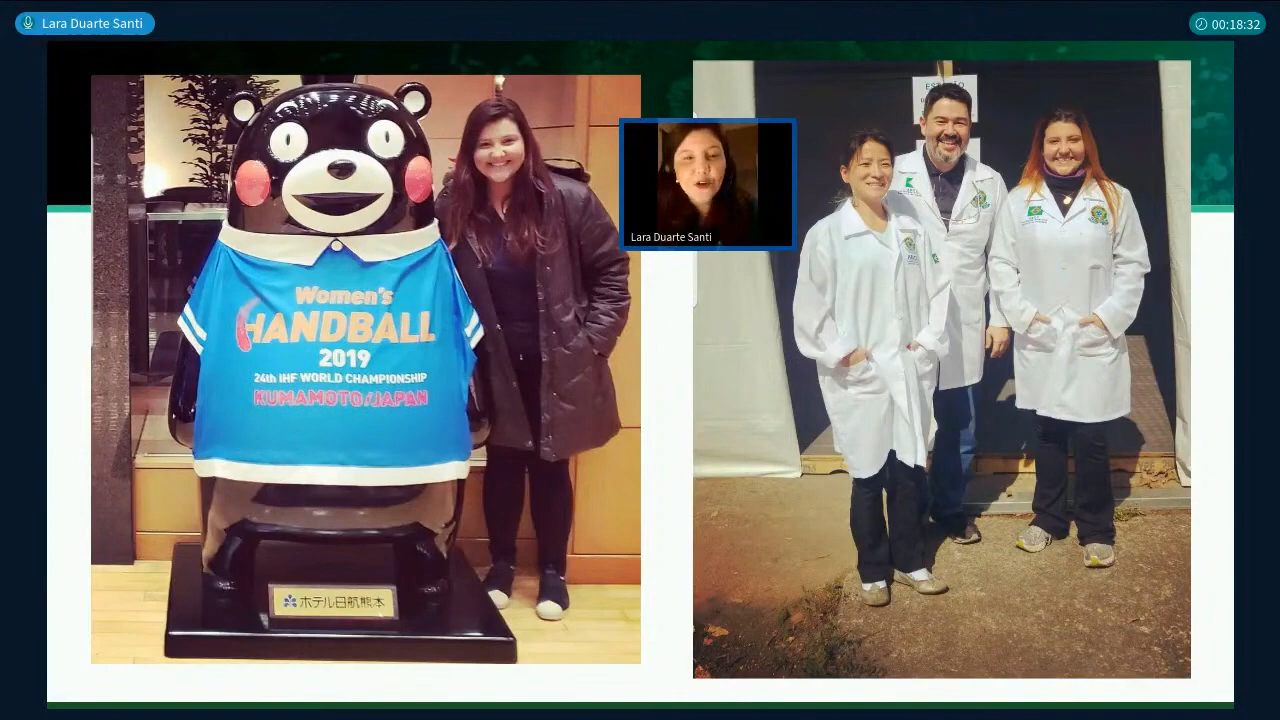 Lara Duarte Santi
00:18:32
Women's
HANDBALL
2019
24th IHF WORLD CHAMPIONSHIP
KUMAMOTO/JAPAN
ホテル日航熊本
Lara Duarte Santi